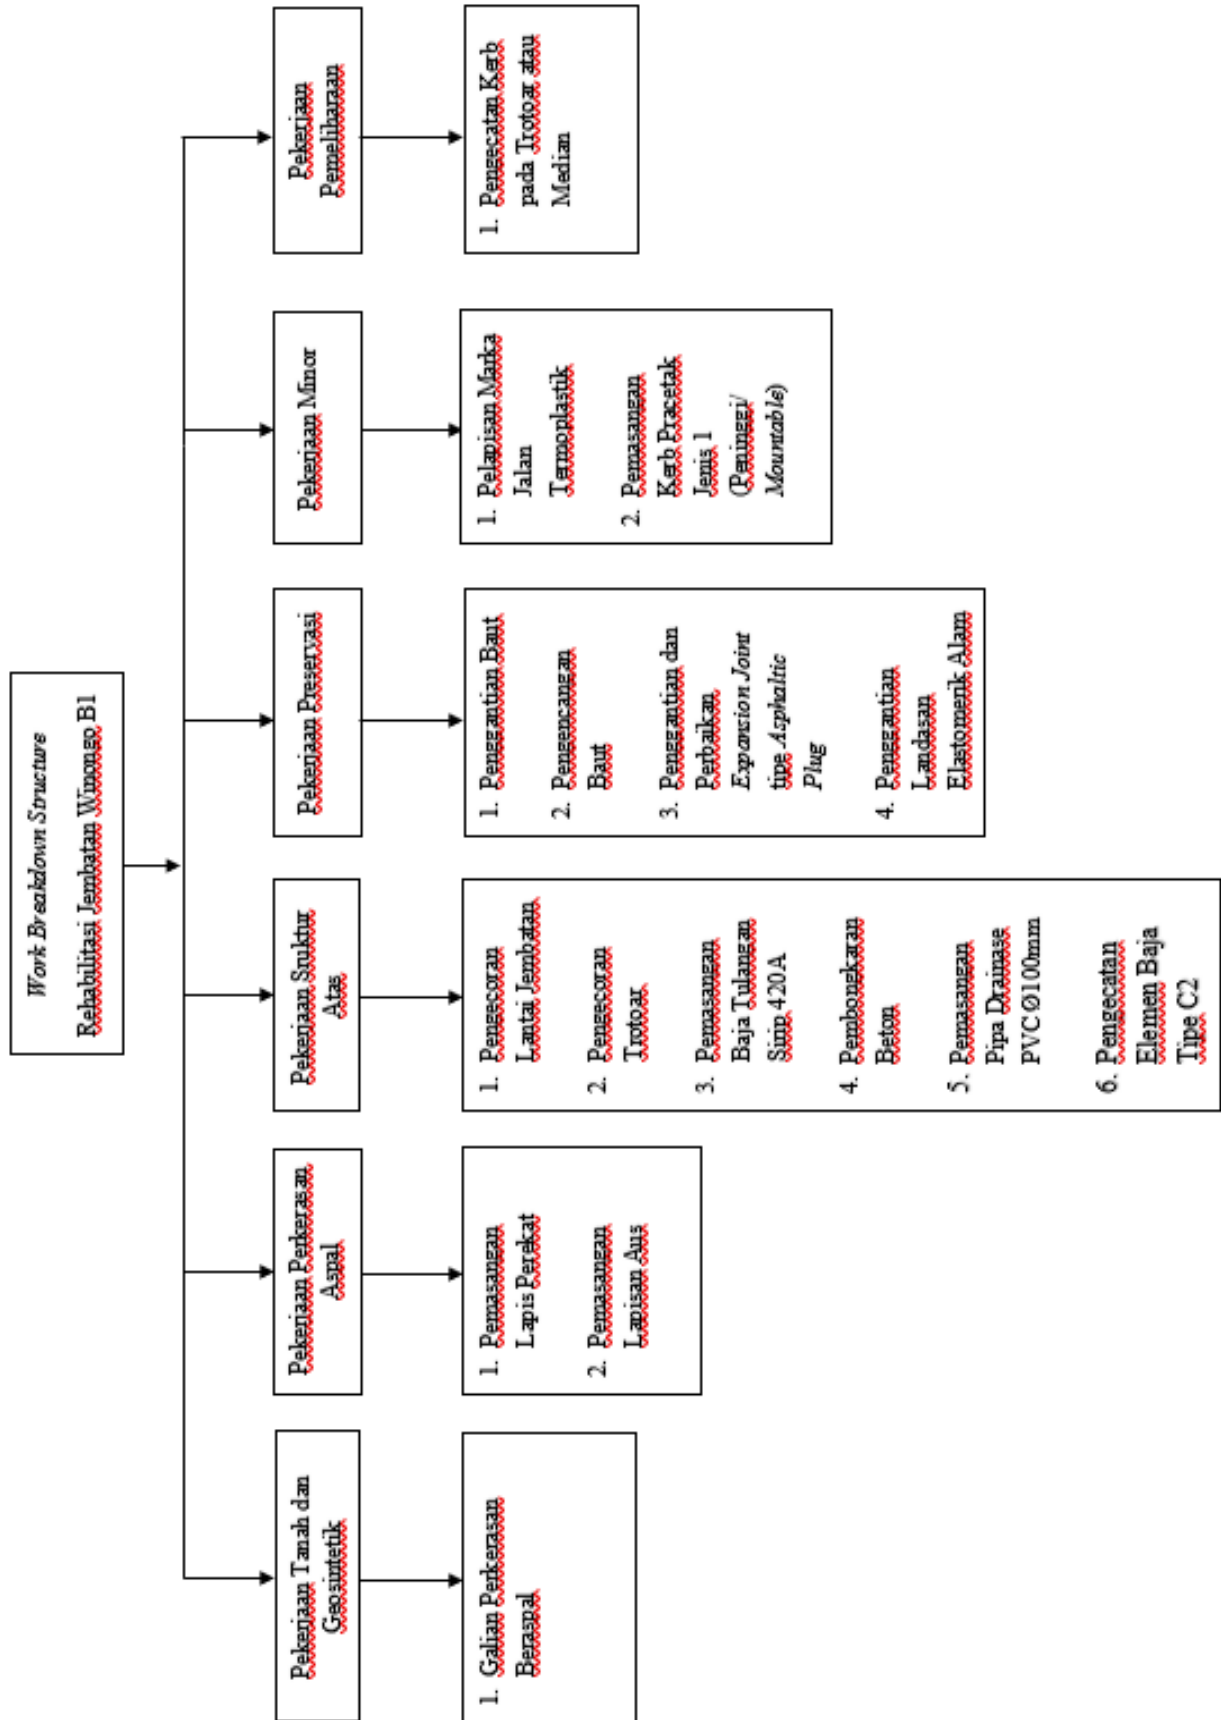 Work Breakdown Structure
Rehabilitasi Jembatan Winongo B1
Pekerjaan Tanah dan
Geosintetik
1. Galian Perkerasan
Beraspal
Pekerjaan Perkerasan
Aspal
1. Pemasangan
Lapis Perekat
2. Pemasangan
Lapisan Aus
Pekerjaan Sruktur
Atas
1. Pengecoran
Lantai Jembatan
2. Pengecoran
Trotoar
3. Pemasangan
Baja Tulangan
Sirip 420A
4. Pembongkaran
Beton
5. Pemasangan
Pipa Drainase
PVC Ø100mm
6. Pengecatan
Elemen Baja
Tipe C2
Pekerjaan Preservasi
1. Penggantian Baut
2. Pengencangan
Baut
3. Penggantian dan
Perbaikan
Expansion Joint
tipe Asphaltic
Plug
4. Penggantian
Landasan
Elastomerik Alam
Pekerjaan Minor
1. Pelapisan Marka
Jalan
Termoplastik
2. Pemasangan
Kerb Pracetak
Jenis 1
(Peninggi/
Mountable)
Pekerjaan
Pemeliharaan
1. Pengecatan Kerb
pada Trotoar atau
Median